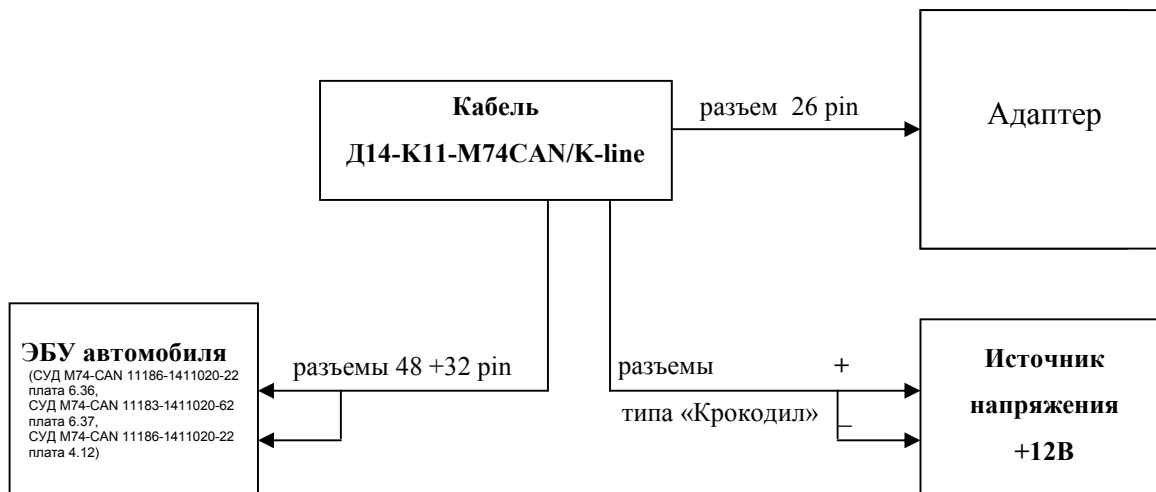 Кабель
Д14-К11-М74CAN/K-line
разъем 26 pin
Адаптер
ЭБУ автомобиля
(СУД М74-CAN 11186-1411020-22
плата 6.36,
СУД М74-CAN 11183-1411020-62
плата 6.37,
СУД М74-CAN 11186-1411020-22
плата 4.12)
разъемы 48 +32 pin
разъемы +
типа «Крокодил» –
Источник
напряжения
+12В